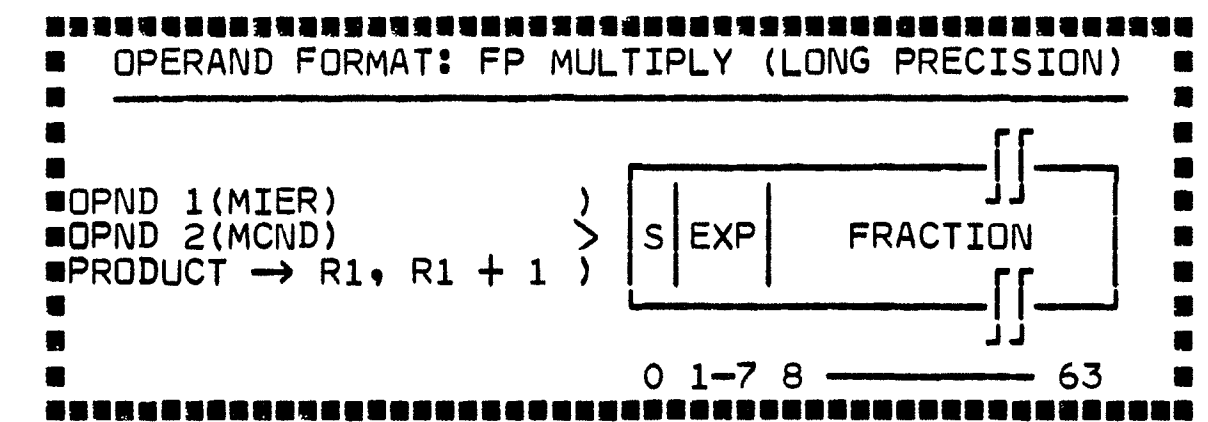 OPERAND FORMAT: FP MULTIPLY (LONG PRECISION)
OPND 1(MIER) )
OPND 2(MCND) > S EXP FRACTION
PRODUCT → R1, R1 + 1 )
0 1-7 8 ——— 63